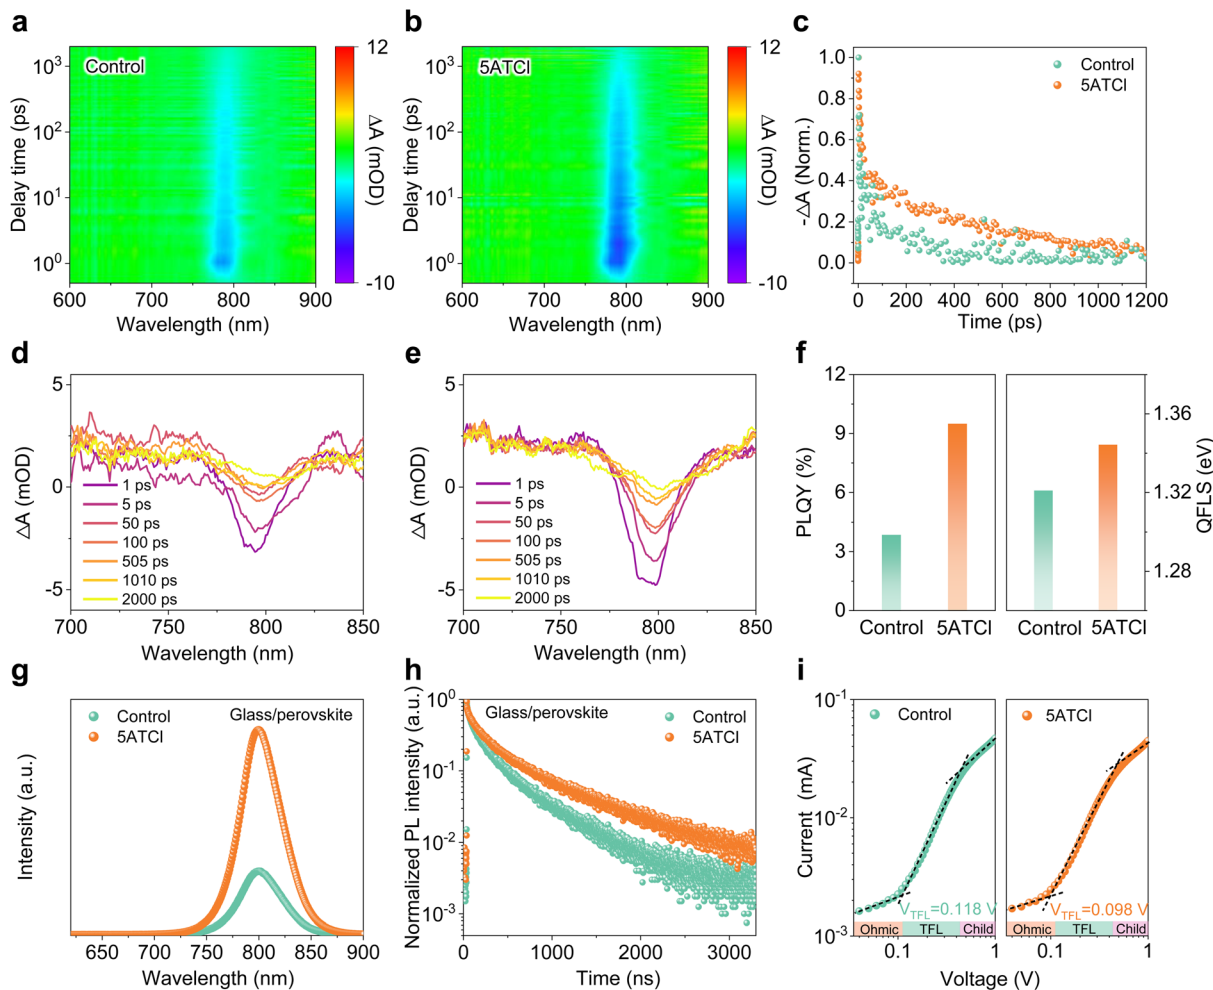 a
Control
10³
10²
10¹
10⁰
Delay time (ps)
600
700
800
900
Wavelength (nm)
12
-10
ΔA (mOD)
b
5ATCl
10³
10²
10¹
10⁰
Delay time (ps)
600
700
800
900
Wavelength (nm)
12
-10
ΔA (mOD)
c
Control
5ATCl
1.0
0.8
0.6
0.4
0.2
0.0
-ΔA (Norm.)
0
200
400
600
800
1000
1200
Time (ps)
d
5
0
-5
ΔA (mOD)
1 ps
5 ps
50 ps
100 ps
505 ps
1010 ps
2000 ps
700
750
800
850
Wavelength (nm)
e
5
0
-5
ΔA (mOD)
1 ps
5 ps
50 ps
100 ps
505 ps
1010 ps
2000 ps
700
750
800
850
Wavelength (nm)
f
12
9
6
3
0
PLQY (%)
Control
5ATCl
Control
5ATCl
1.36
1.32
1.28
QFLS (eV)
g
Control
5ATCl
Glass/perovskite
Intensity (a.u.)
650
700
750
800
850
900
Wavelength (nm)
h
Glass/perovskite
Control
5ATCl
10⁰
10⁻¹
10⁻²
10⁻³
Normalized PL intensity (a.u.)
0
1000
2000
3000
Time (ns)
i
Control
5ATCl
10⁻¹
10⁻²
10⁻³
Current (mA)
V_TFL=0.118 V
V_TFL=0.098 V
Ohmic
TFL
Child
Ohmic
TFL
Child
0.1
1
0.1
1
Voltage (V)